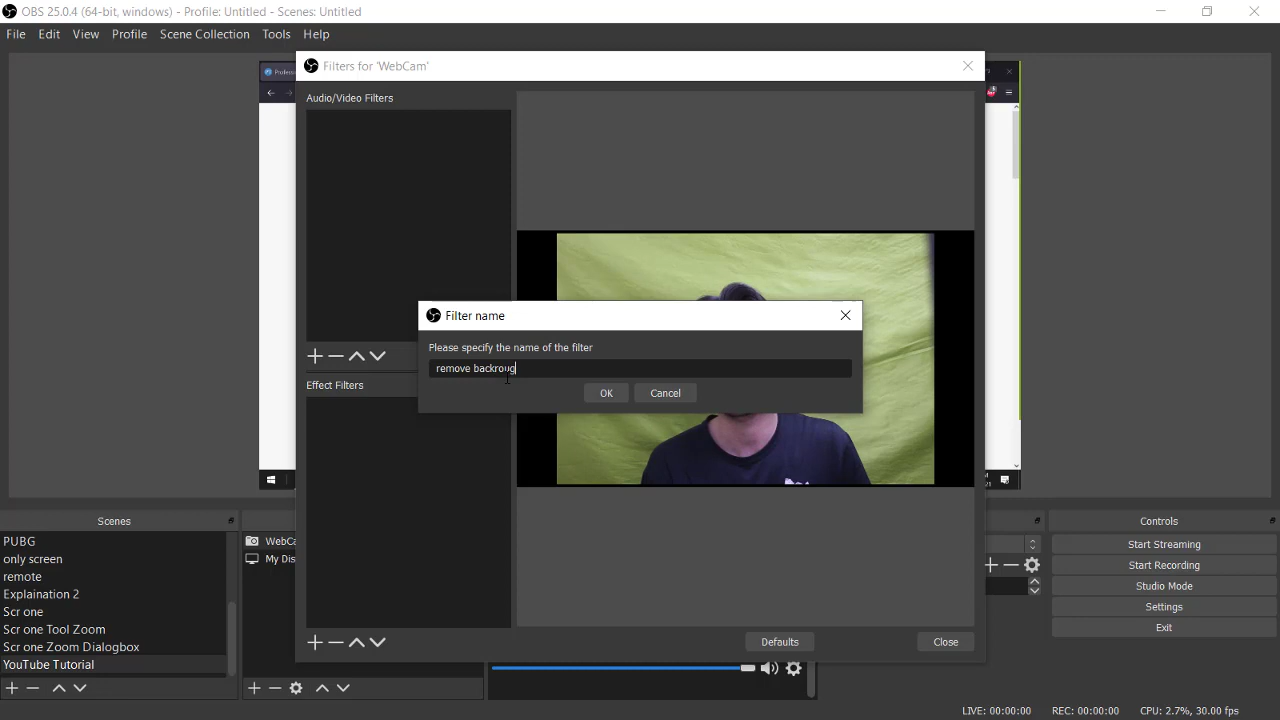 OBS 25.0.4 (64-bit, windows) - Profile: Untitled - Scenes: Untitled
File Edit View Profile Scene Collection Tools Help
Filters for 'WebCam'
Audio/Video Filters
Filter name
Please specify the name of the filter
remove backroug
OK Cancel
Effect Filters
Scenes
PUBG
only screen
remote
Explaination 2
Scr one
Scr one Tool Zoom
Scr one Zoom Dialogbox
YouTube Tutorial
WebCa
My Dis
Defaults Close
Controls
Start Streaming
Start Recording
Studio Mode
Settings
Exit
LIVE: 00:00:00 REC: 00:00:00 CPU: 2.7%, 30.00 fps